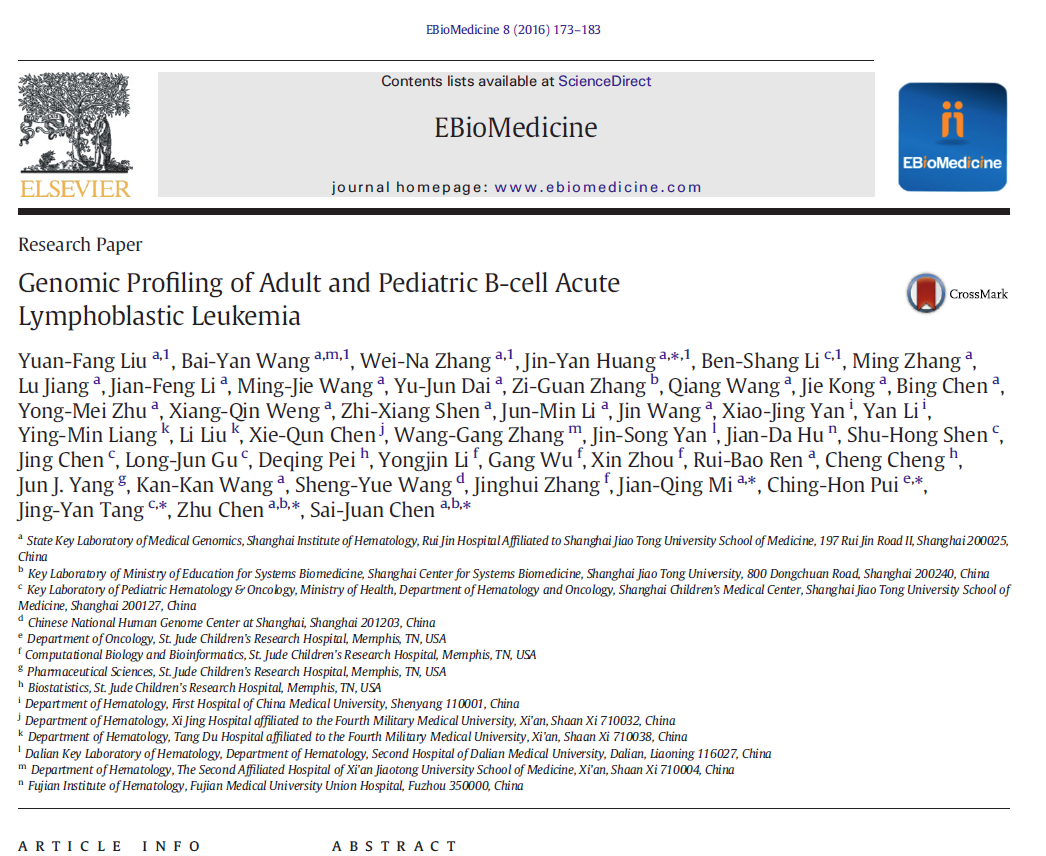 EBioMedicine 8 (2016) 173–183
Contents lists available at ScienceDirect
EBioMedicine
journal homepage: www.ebiomedicine.com
ELSEVIER
EBioMedicine
Research Paper
Genomic Profiling of Adult and Pediatric B-cell Acute
Lymphoblastic Leukemia
CrossMark
Yuan-Fang Liu a,1, Bai-Yan Wang a,m,1, Wei-Na Zhang a,1, Jin-Yan Huang a,*,1, Ben-Shang Li c,1, Ming Zhang a,
Lu Jiang a, Jian-Feng Li a, Ming-Jie Wang a, Yu-Jun Dai a, Zi-Guan Zhang b, Qiang Wang a, Jie Kong a, Bing Chen a,
Yong-Mei Zhu a, Xiang-Qin Weng a, Zhi-Xiang Shen a, Jun-Min Li a, Jin Wang a, Xiao-Jing Yan i, Yan Li i,
Ying-Min Liang k, Li Liu k, Xie-Qun Chen j, Wang-Gang Zhang m, Jin-Song Yan l, Jian-Da Hu n, Shu-Hong Shen c,
Jing Chen c, Long-Jun Gu c, Deqing Pei h, Yongjin Li f, Gang Wu f, Xin Zhou f, Rui-Bao Ren a, Cheng Cheng h,
Jun J. Yang g, Kan-Kan Wang a, Sheng-Yue Wang d, Jinghui Zhang f, Jian-Qing Mi a,*, Ching-Hon Pui e,*,
Jing-Yan Tang c,*, Zhu Chen a,b,*, Sai-Juan Chen a,b,*
a State Key Laboratory of Medical Genomics, Shanghai Institute of Hematology, Rui Jin Hospital Affiliated to Shanghai Jiao Tong University School of Medicine, 197 Rui Jin Road II, Shanghai 200025,
China
b Key Laboratory of Ministry of Education for Systems Biomedicine, Shanghai Center for Systems Biomedicine, Shanghai Jiao Tong University, 800 Dongchuan Road, Shanghai 200240, China
c Key Laboratory of Pediatric Hematology & Oncology, Ministry of Health, Department of Hematology and Oncology, Shanghai Children's Medical Center, Shanghai Jiao Tong University School of
Medicine, Shanghai 200127, China
d Chinese National Human Genome Center at Shanghai, Shanghai 201203, China
e Department of Oncology, St. Jude Children's Research Hospital, Memphis, TN, USA
f Computational Biology and Bioinformatics, St. Jude Children's Research Hospital, Memphis, TN, USA
g Pharmaceutical Sciences, St. Jude Children's Research Hospital, Memphis, TN, USA
h Biostatistics, St. Jude Children's Research Hospital, Memphis, TN, USA
i Department of Hematology, First Hospital of China Medical University, Shenyang 110001, China
j Department of Hematology, Xi Jing Hospital affiliated to the Fourth Military Medical University, Xi'an, Shaan Xi 710032, China
k Department of Hematology, Tang Du Hospital affiliated to the Fourth Military Medical University, Xi'an, Shaan Xi 710038, China
l Dalian Key Laboratory of Hematology, Department of Hematology, Second Hospital of Dalian Medical University, Dalian, Liaoning 116027, China
m Department of Hematology, The Second Affiliated Hospital of Xi'an Jiaotong University School of Medicine, Xi'an, Shaan Xi 710004, China
n Fujian Institute of Hematology, Fujian Medical University Union Hospital, Fuzhou 350000, China
ARTICLE INFO
ABSTRACT